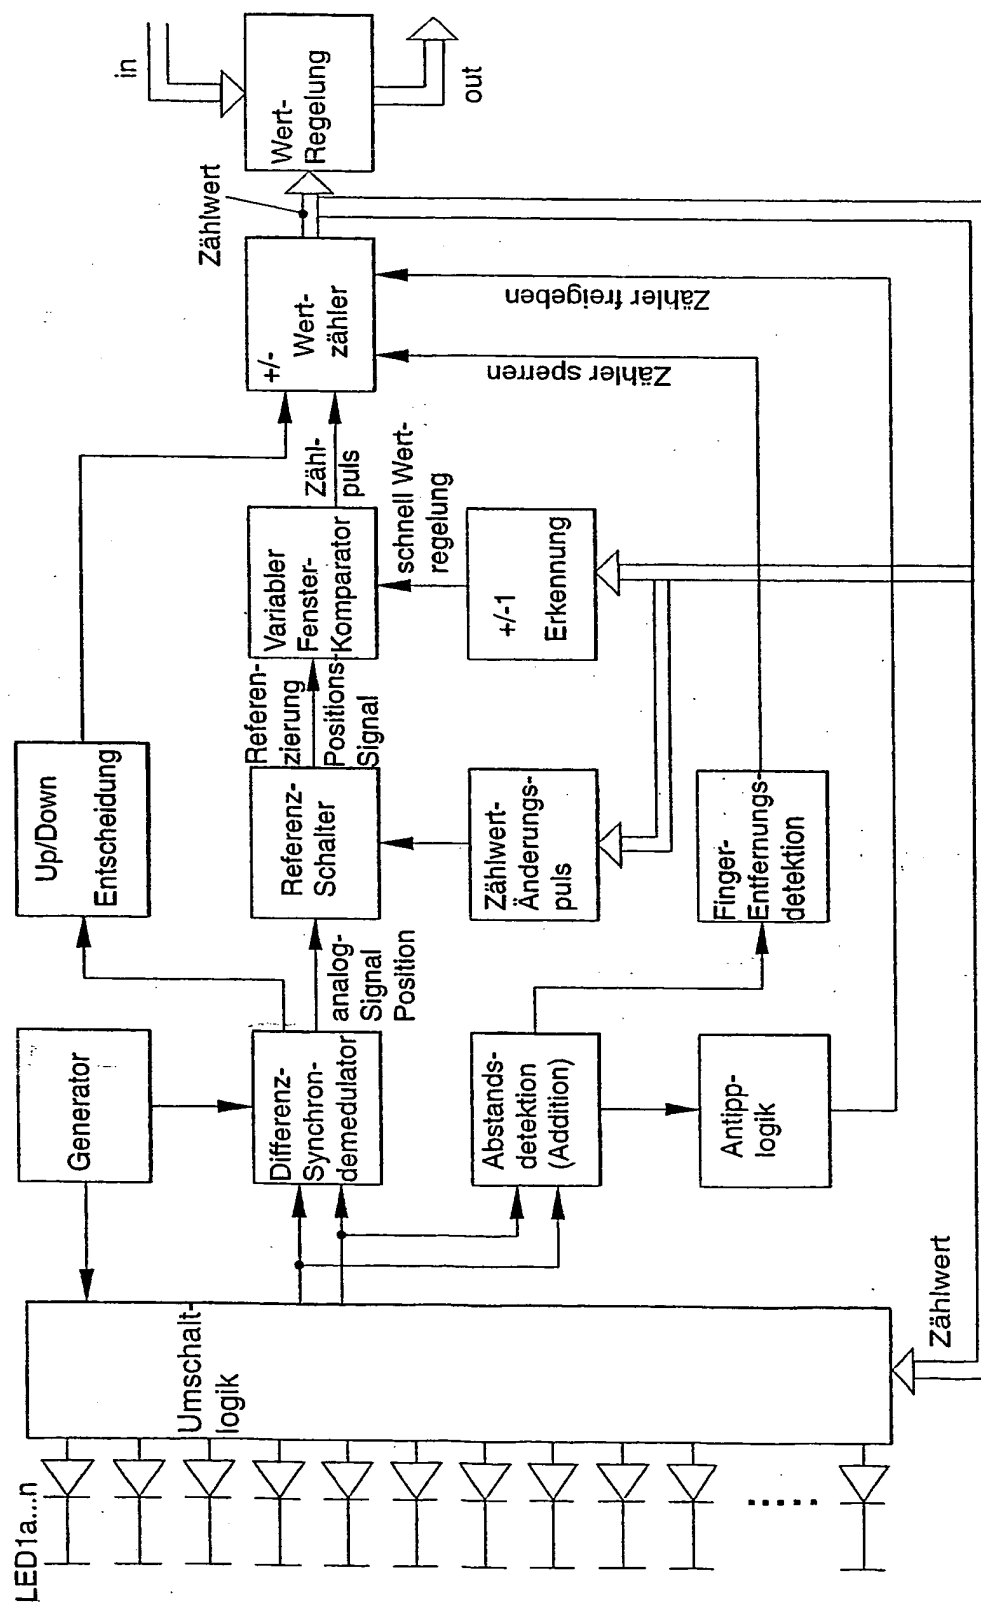 LED1a...n
Umschalt-
logik
Zählwert
Generator
Differenz-
Synchron-
demedulator
Abstands-
detektion
(Addition)
Antipp-
logik
Up/Down
Entscheidung
analog-
Signal
Position
Referenz-
Schalter
Zählwert-
Änderungs-
puls
Finger-
Entfernungs-
detektion
Referen-
zierung
Positions-
Signal
Variabler
Fenster-
Komparator
schnell Wert-
regelung
+/-1
Erkennung
Zähl-
puls
+/-
Wert-
zähler
Zähler sperren
Zähler freigeben
Zählwert
Wert-
Regelung
in
out